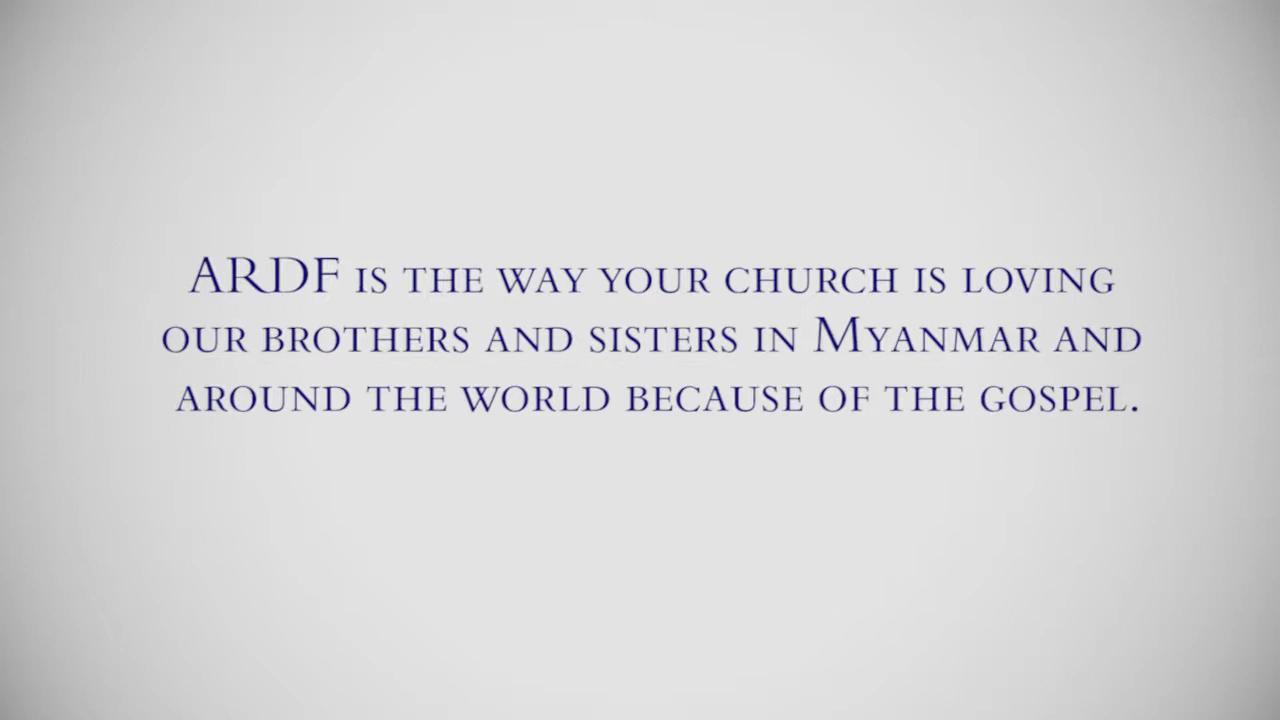 ARDF is the way your church is loving
our brothers and sisters in Myanmar and
around the world because of the gospel.